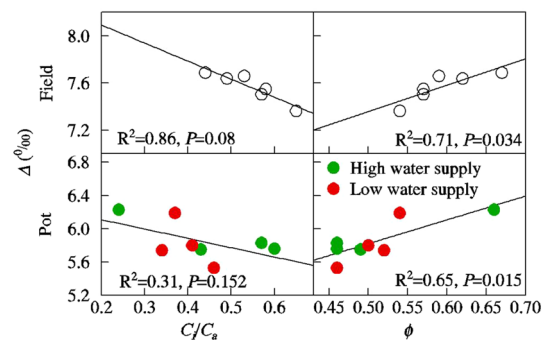 8.0
7.6
7.2
Field
R²=0.86, P=0.08
R²=0.71, P=0.034
Δ (⁰/00)
6.8
6.4
6.0
5.6
5.2
Pot
High water supply
Low water supply
R²=0.31, P=0.152
R²=0.65, P=0.015
0.2 0.3 0.4 0.5 0.6
0.45 0.50 0.55 0.60 0.65 0.70
Ci/Ca
ϕ